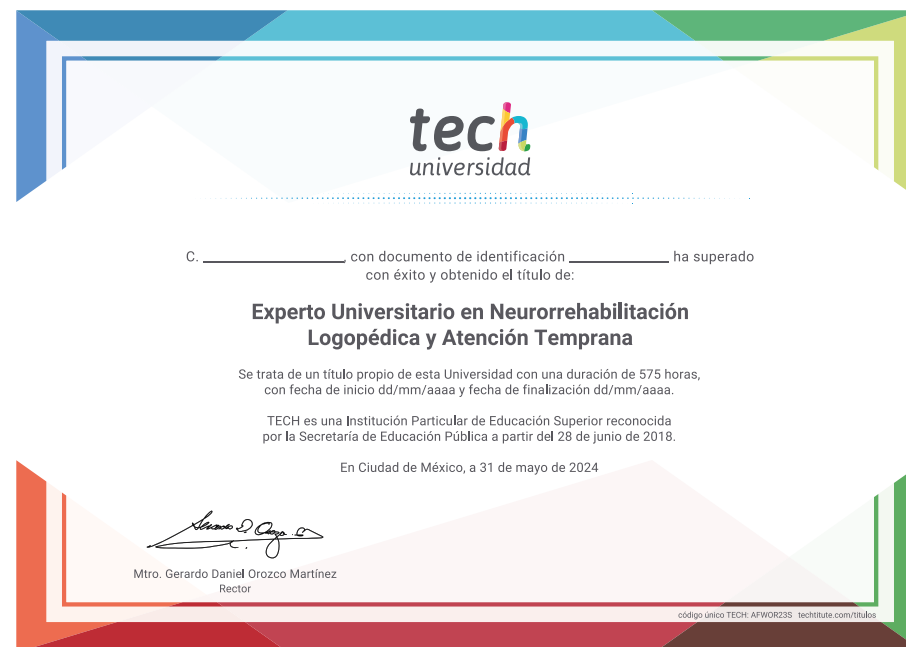 tech
universidad
C. ____________, con documento de identificación __________ ha superado
con éxito y obtenido el título de:
Experto Universitario en Neurorrehabilitación
Logopédica y Atención Temprana
Se trata de un título propio de esta Universidad con una duración de 575 horas,
con fecha de inicio dd/mm/aaaa y fecha de finalización dd/mm/aaaa.
TECH es una Institución Particular de Educación Superior reconocida
por la Secretaría de Educación Pública a partir del 28 de junio de 2018.
En Ciudad de México, a 31 de mayo de 2024
Mtro. Gerardo Daniel Orozco Martínez
Rector
código único TECH: AFWOR23S techtitute.com/titulos